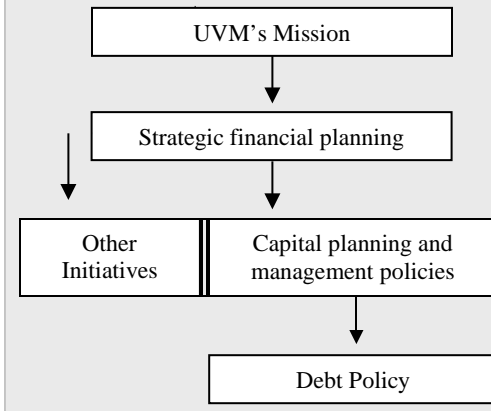 UVM’s Mission
Strategic financial planning
Other
Initiatives
Capital planning and
management policies
Debt Policy